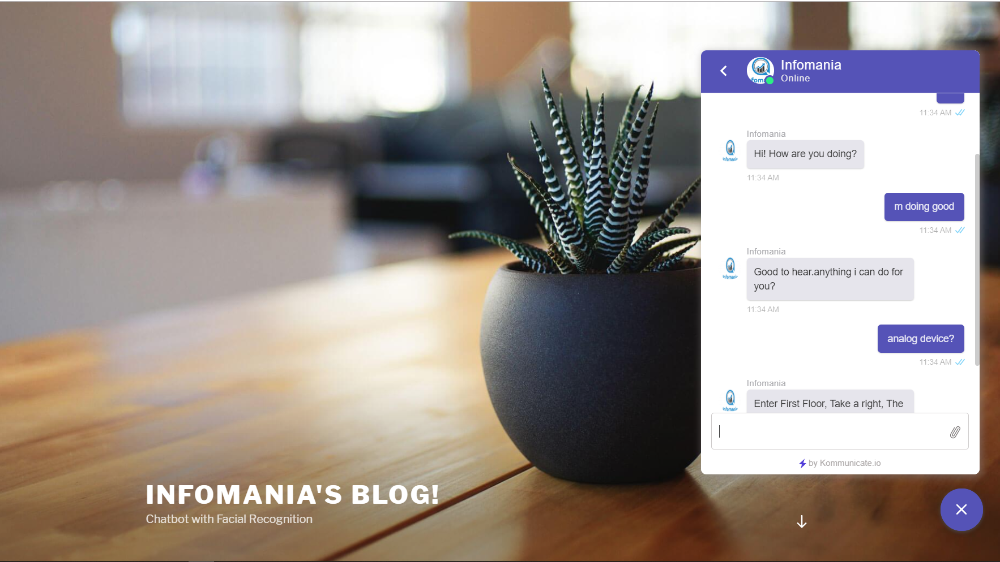 Infomania
Online
11:34 AM
Infomania
Hi! How are you doing?
11:34 AM
m doing good
11:34 AM
Infomania
Good to hear.anything i can do for
you?
11:34 AM
analog device?
11:34 AM
Infomania
Enter First Floor, Take a right, The
by Kommunicate.io
INFOMANIA'S BLOG!
Chatbot with Facial Recognition